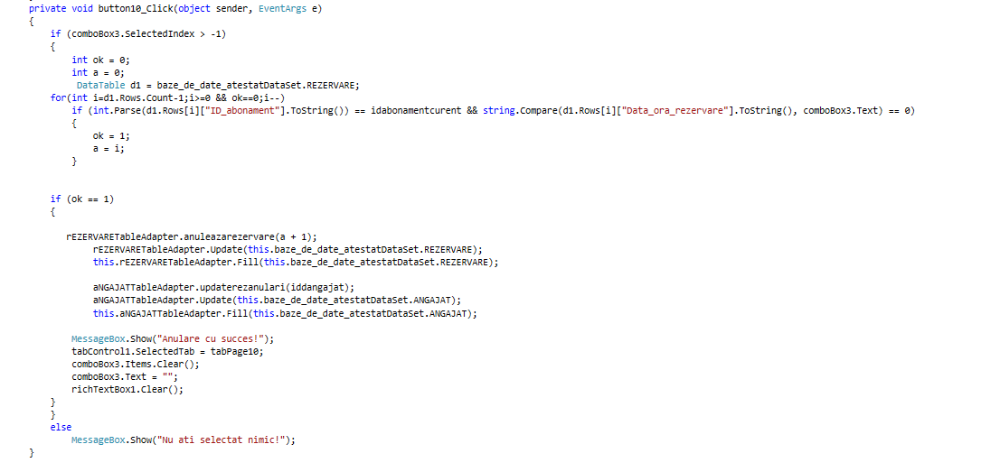 private void button10_Click(object sender, EventArgs e)
{
if (comboBox3.SelectedIndex > -1)
{
int ok = 0;
int a = 0;
DataTable d1 = baze_de_date_atestatDataSet.REZERVARE;
for(int i=d1.Rows.Count-1;i>=0 && ok==0;i--)
if (int.Parse(d1.Rows[i]["ID_abonament"].ToString()) == idabonamentcurent && string.Compare(d1.Rows[i]["Data_ora_rezervare"].ToString(), comboBox3.Text) == 0)
{
ok = 1;
a = i;
}
if (ok == 1)
{
rEZERVARETableAdapter.anuleazarezervare(a + 1);
rEZERVARETableAdapter.Update(this.baze_de_date_atestatDataSet.REZERVARE);
this.rEZERVARETableAdapter.Fill(this.baze_de_date_atestatDataSet.REZERVARE);
aNGAJATTableAdapter.updaterezanulari(iddangajat);
aNGAJATTableAdapter.Update(this.baze_de_date_atestatDataSet.ANGAJAT);
this.aNGAJATTableAdapter.Fill(this.baze_de_date_atestatDataSet.ANGAJAT);
MessageBox.Show("Anulare cu succes!");
tabControl1.SelectedTab = tabPage10;
comboBox3.Items.Clear();
comboBox3.Text = "";
richTextBox1.Clear();
}
}
else
MessageBox.Show("Nu ati selectat nimic!");
}